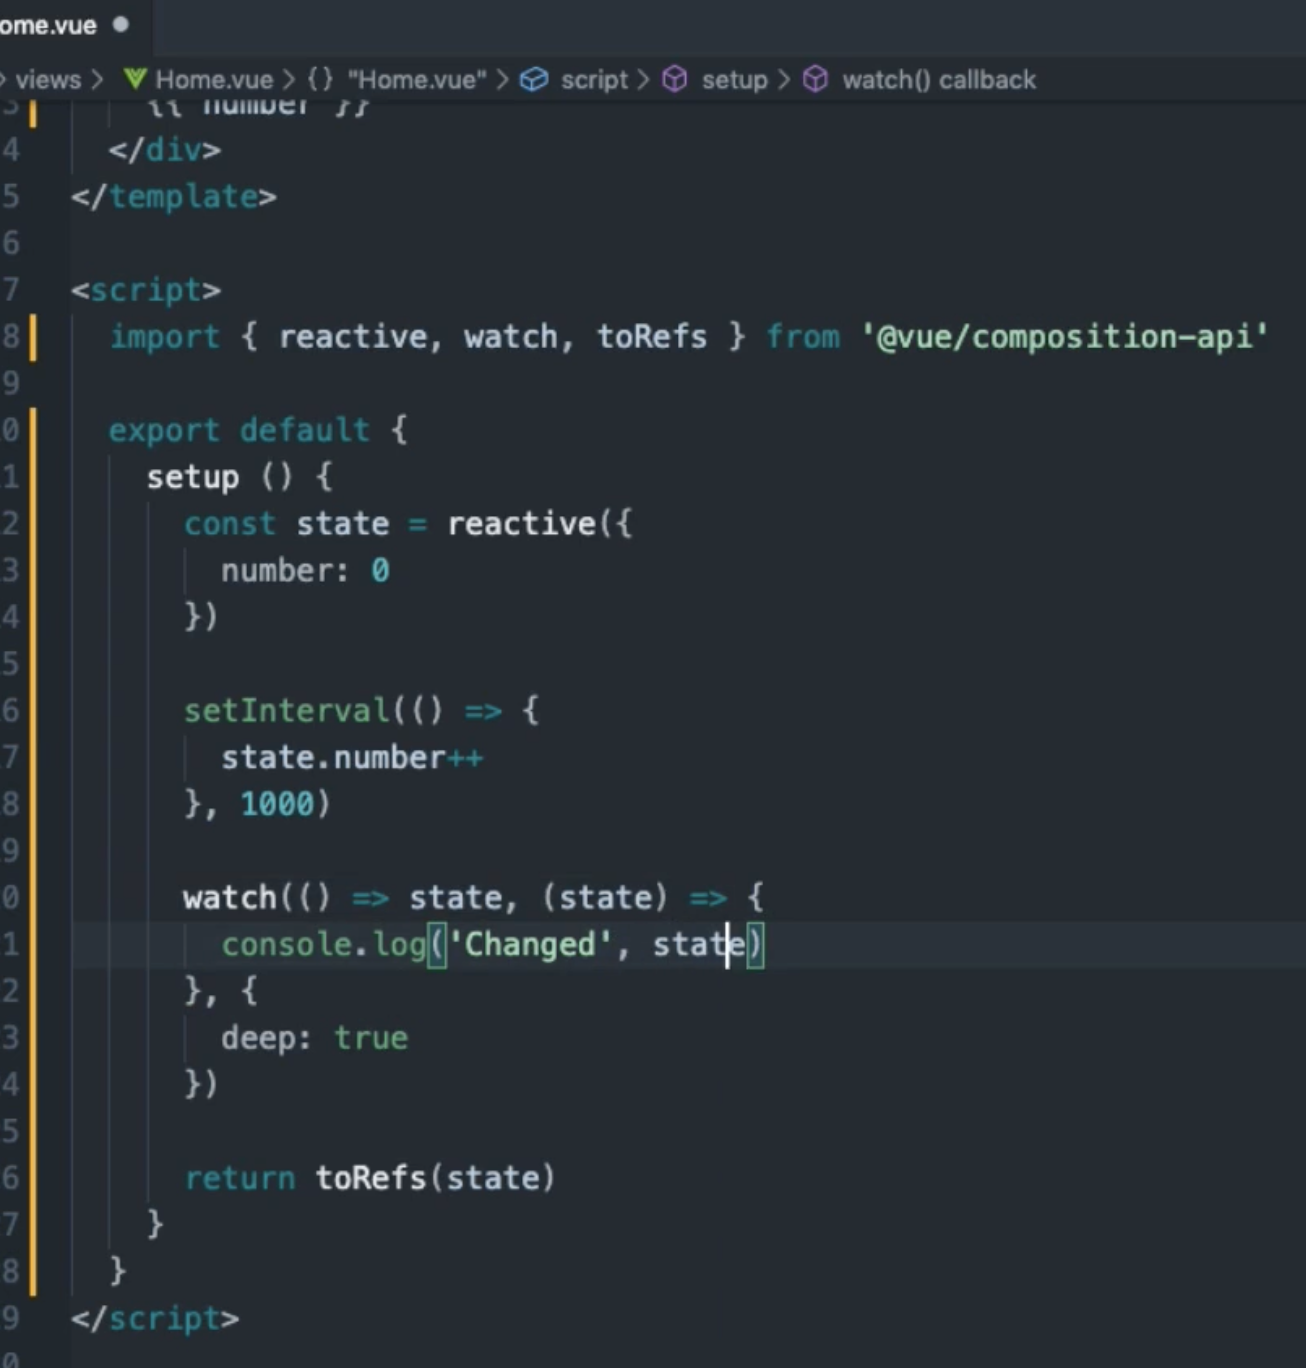 ome.vue
views > Home.vue > {} "Home.vue" > script > setup > watch() callback
3 {{ number }}
4 </div>
5 </template>
6
7 <script>
8 import { reactive, watch, toRefs } from '@vue/composition-api'
9
0 export default {
1 setup () {
2 const state = reactive({
3 number: 0
4 })
5
6 setInterval(() => {
7 state.number++
8 }, 1000)
9
0 watch(() => state, (state) => {
1 console.log('Changed', state)
2 }, {
3 deep: true
4 })
5
6 return toRefs(state)
7 }
8 }
9 </script>
0